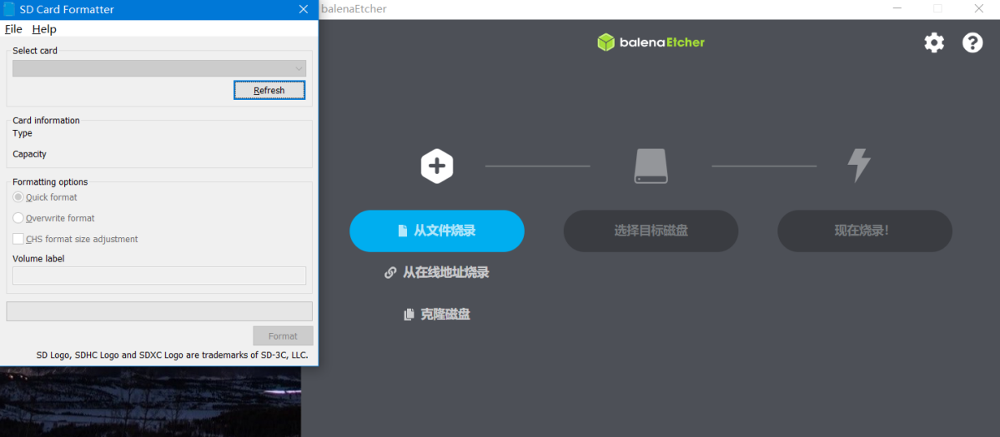 SD Card Formatter
File Help
Select card
Refresh
Card information
Type
Capacity
Formatting options
Quick format
Overwrite format
CHS format size adjustment
Volume label
Format
SD Logo, SDHC Logo and SDXC Logo are trademarks of SD-3C, LLC.
balenaEtcher
balenaEtcher
从文件烧录
选择目标磁盘
现在烧录!
从在线地址烧录
克隆磁盘